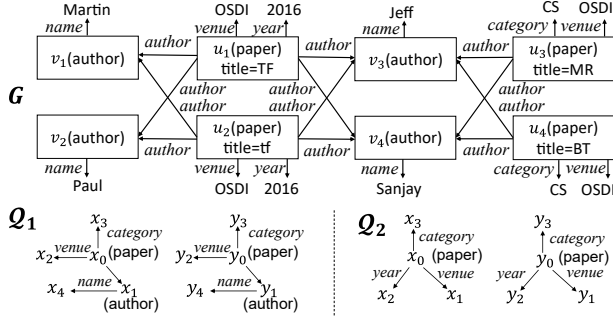 Martin OSDI 2016 Jeff CS OSDI
name venue year name category venue
v1(author) author u1(paper) title=TF author v3(author) author u3(paper) title=MR
author author author
G
author author author
v2(author) author u2(paper) title=tf author v4(author) author u4(paper) title=BT
name venue year name category venue
Paul OSDI 2016 Sanjay CS OSDI
Q1 x3 y3 Q2 x3 y3
category category category category
x2 venue x0 (paper) y2 venue y0 (paper) x0 (paper) y0 (paper)
name name year venue year venue
x4 x1 y4 y1 x2 x1 y2 y1
(author) (author)